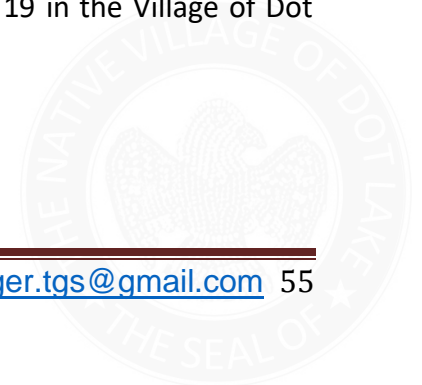 19 in the Village of Dot
THE NATIVE VILLAGE OF DOT LAKE
ger.tgs@gmail.com 55
THE SEAL OF